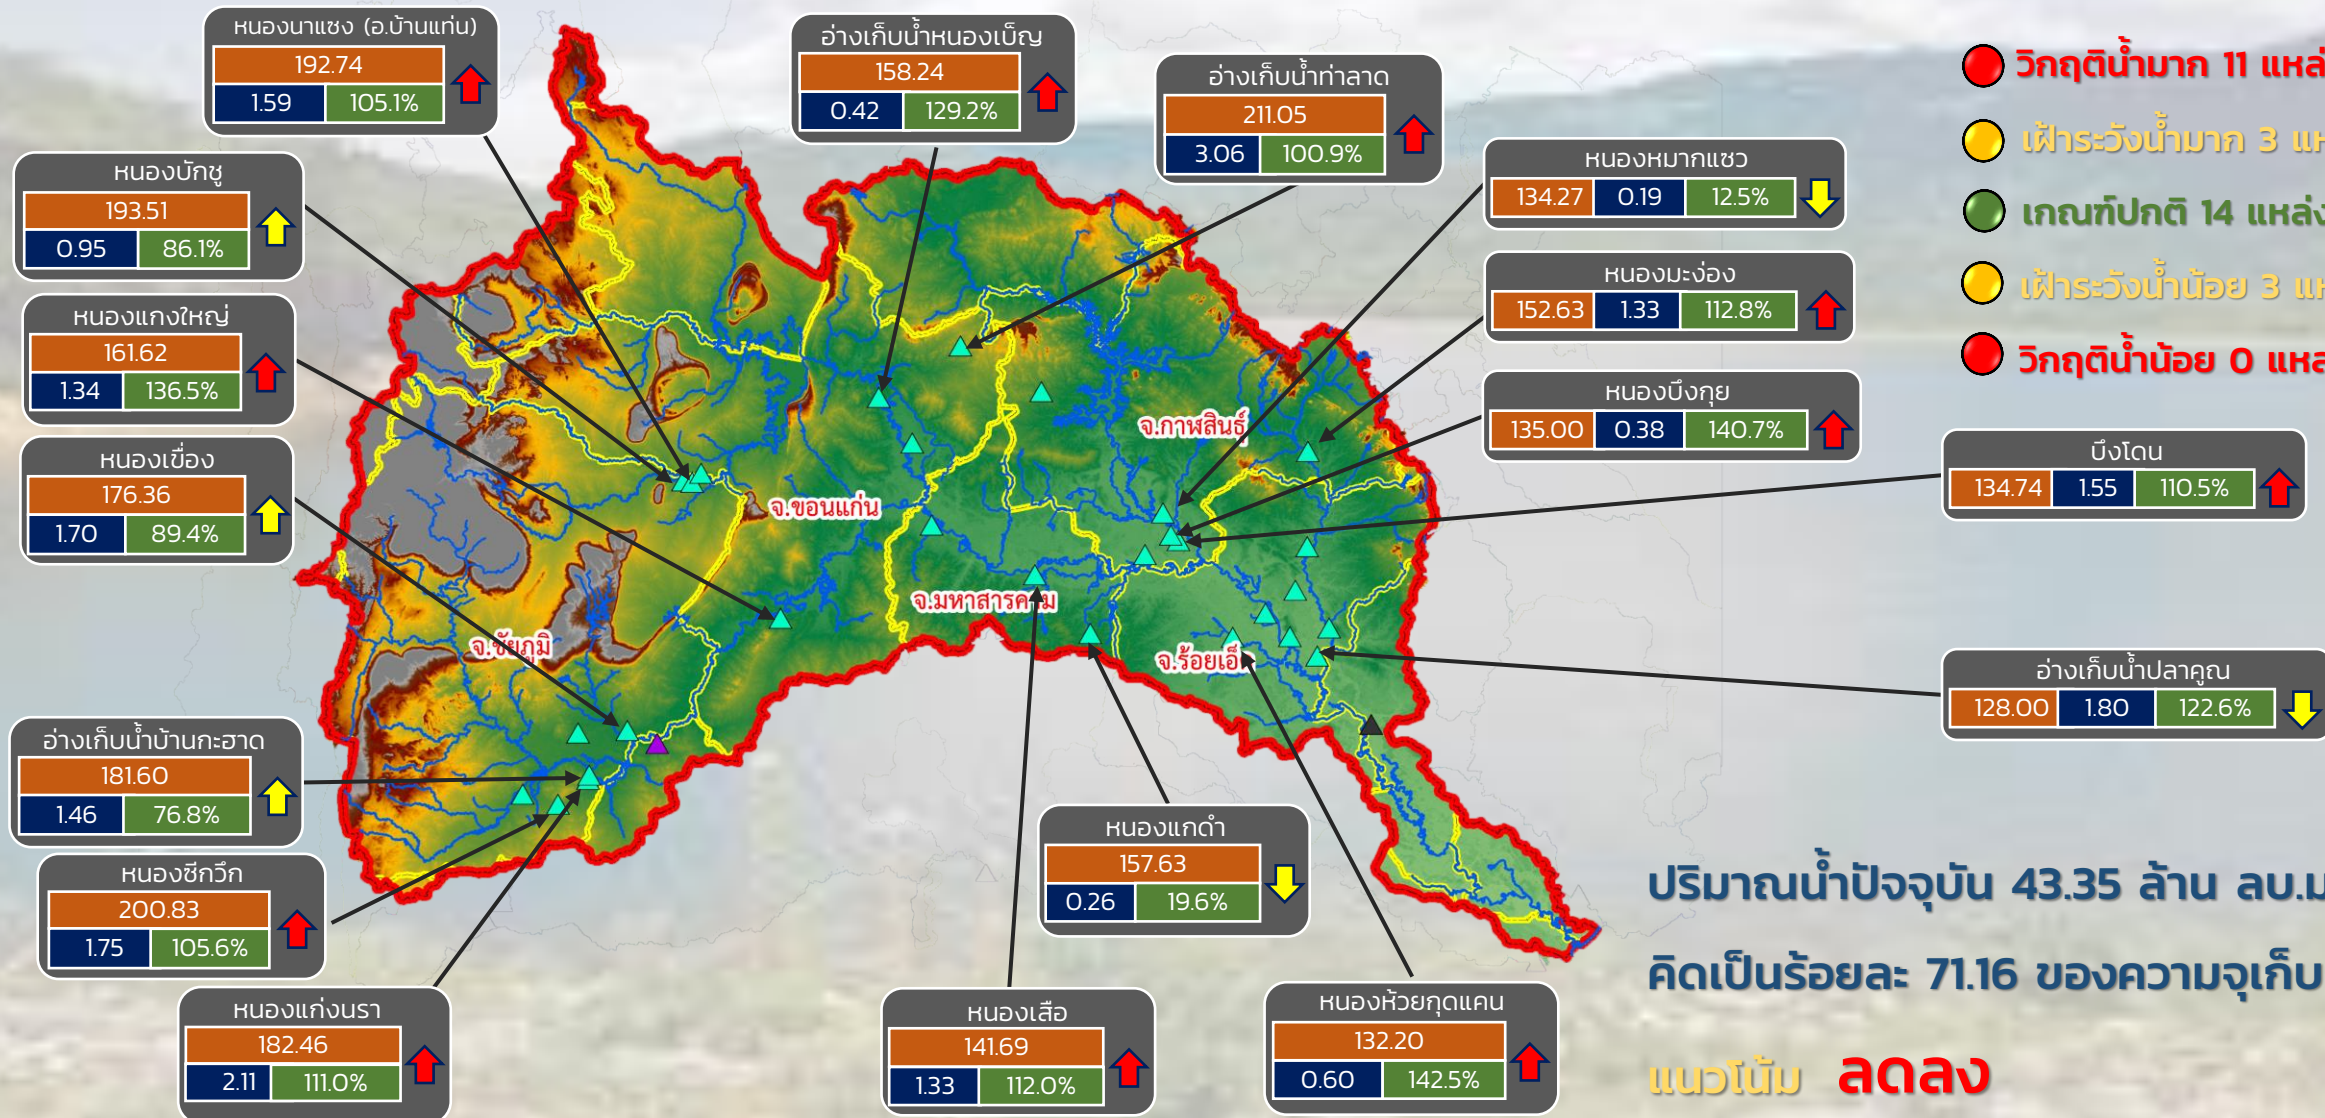 หนองนาแซง (อ.บ้านแท่น)
192.74
1.59 105.1%
อ่างเก็บน้ำหนองเบ็ญ
158.24
0.42 129.2%
อ่างเก็บน้ำท่าลาด
211.05
3.06 100.9%
วิกฤติน้ำมาก 11
เฝ้าระวังน้ำมาก 3
เกณฑ์ปกติ 14 แหล่ง
เฝ้าระวังน้ำน้อย 3
วิกฤติน้ำน้อย 0
หนองบักซู
193.51
0.95 86.1%
หนองหมากแซว
134.27 0.19 12.5%
หนองมะง่อง
152.63 1.33 112.8%
หนองแกงใหญ่
161.62
1.34 136.5%
หนองบึงกุย
135.00 0.38 140.7%
หนองเขื่อง
176.36
1.70 89.4%
บึงโดน
134.74 1.55 110.5%
จ.กาฬสินธุ์
จ.ขอนแก่น
จ.มหาสารคาม
จ.ชัยภูมิ
จ.ร้อยเอ็ด
อ่างเก็บน้ำปลาคูณ
128.00 1.80 122.6%
อ่างเก็บน้ำบ้านกะฮาด
181.60
1.46 76.8%
หนองซีกวึก
200.83
1.75 105.6%
หนองแก่งนรา
182.46
2.11 111.0%
หนองแกดำ
157.63
0.26 19.6%
หนองเสือ
141.69
1.33 112.0%
หนองห้วยกุดแคน
132.20
0.60 142.5%
ปริมาณน้ำปัจจุบัน 43.35 ล้าน ลบ.ม
คิดเป็นร้อยละ 71.16 ของความจุเก็บ
แนวโน้ม ลดลง